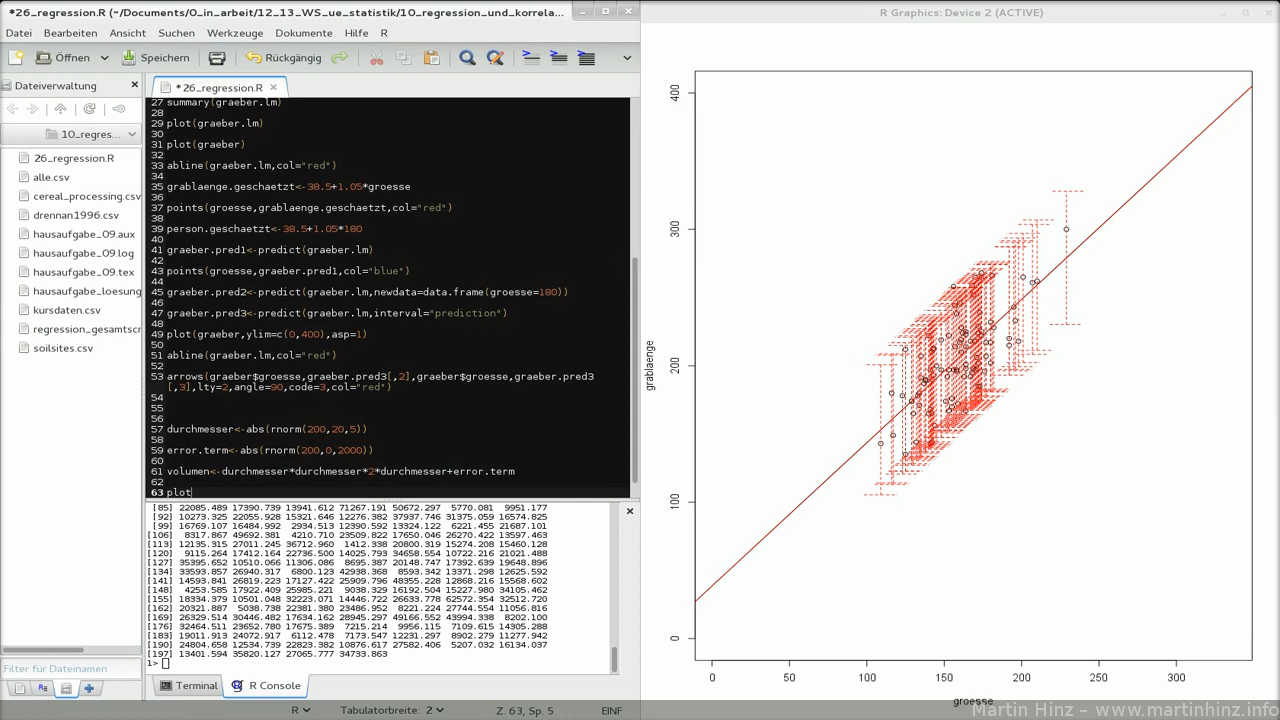 *26_regression.R (~/Documents/0_in_arbeit/12_13_WS_ue_statistik/10_regression_und_korrela...
Datei Bearbeiten Ansicht Suchen Werkzeuge Dokumente Hilfe R
Öffnen Speichern Rückgängig
Dateiverwaltung
10_regres...
26_regression.R
alle.csv
cereal_processing.csv
drennan1996.csv
hausaufgabe_09.aux
hausaufgabe_09.log
hausaufgabe_09.tex
hausaufgabe_loesung
kursdaten.csv
regression_gesamtscr
soilsites.csv
Filter für Dateinamen
*26_regression.R
27 summary(graeber.lm)
28
29 plot(graeber.lm)
30
31 plot(graeber)
32
33 abline(graeber.lm,col="red")
34
35 grablaenge.geschaetzt<-38.5+1.05*groesse
36
37 points(groesse,grablaenge.geschaetzt,col="red")
38
39 person.geschaetzt<-38.5+1.05*180
40
41 graeber.pred1<-predict(graeber.lm)
42
43 points(groesse,graeber.pred1,col="blue")
44
45 graeber.pred2<-predict(graeber.lm,newdata=data.frame(groesse=180))
46
47 graeber.pred3<-predict(graeber.lm,interval="prediction")
48
49 plot(graeber,ylim=c(0,400),asp=1)
50
51 abline(graeber.lm,col="red")
52
53 arrows(graeber$groesse,graeber.pred3[,2],graeber$groesse,graeber.pred3
[,3],lty=2,angle=90,code=3,col="red")
54
55
56
57 durchmesser<-abs(rnorm(200,20,5))
58
59 error.term<-abs(rnorm(200,0,2000))
60
61 volumen<-durchmesser*durchmesser*2*durchmesser+error.term
62
63 plot
[85] 22085.489 17390.739 13941.612 71267.191 50672.297 5770.081 9951.177
[92] 10273.325 22055.928 15321.646 12276.382 37937.746 31375.059 16574.825
[99] 16769.107 16484.992 2934.513 12390.592 13324.122 6221.455 21687.101
[106] 8317.867 49692.381 4210.710 23509.822 17650.046 26270.422 13597.463
[113] 12135.315 27011.245 36712.960 1412.338 20800.319 15274.208 15460.128
[120] 9115.264 17412.164 22736.500 14025.793 34658.554 10722.216 21021.488
[127] 35395.652 10510.066 11306.086 8695.387 20148.747 17392.639 19648.896
[134] 33593.857 26940.317 6800.123 42938.368 8593.342 13371.298 12625.592
[141] 14593.841 26819.223 17127.422 25909.796 48355.228 12868.216 15568.602
[148] 4253.585 17922.409 25985.221 9038.329 16192.504 15227.980 34105.462
[155] 18334.379 10501.048 32223.071 14446.722 26633.778 62572.354 32512.720
[162] 20321.887 5038.738 22381.380 23486.952 8221.224 27744.554 11056.816
[169] 26329.514 30446.482 17634.162 28945.297 49166.552 43994.338 8202.100
[176] 32464.311 23652.780 17675.389 7215.214 9956.115 7109.615 14305.288
[183] 19011.913 24072.917 6112.478 7173.547 12231.297 8902.279 11277.942
[190] 24804.658 12534.739 22823.382 10876.617 27582.406 5207.032 16134.037
[197] 13401.594 35820.127 27065.777 34733.863
1>
Terminal R Console
R Tabulatorbreite: 2 Z. 63, Sp. 5 EINF
R Graphics: Device 2 (ACTIVE)
grablaenge
400
300
200
100
0
0 50 100 150 200 250 300
groesse
Martin Hinz - www.martinhinz.info